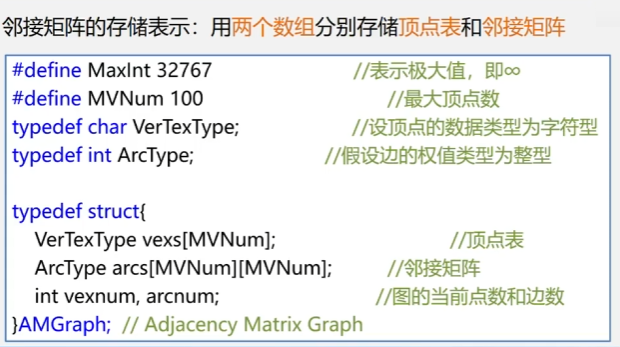 邻接矩阵的存储表示：用两个数组分别存储顶点表和邻接矩阵
#define MaxInt 32767 //表示极大值，即∞
#define MVNum 100 //最大顶点数
typedef char VerTexType; //设顶点的数据类型为字符型
typedef int ArcType; //假设边的权值类型为整型
typedef struct{
VerTexType vexs[MVNum]; //顶点表
ArcType arcs[MVNum][MVNum]; //邻接矩阵
int vexnum, arcnum; //图的当前点数和边数
}AMGraph; // Adjacency Matrix Graph